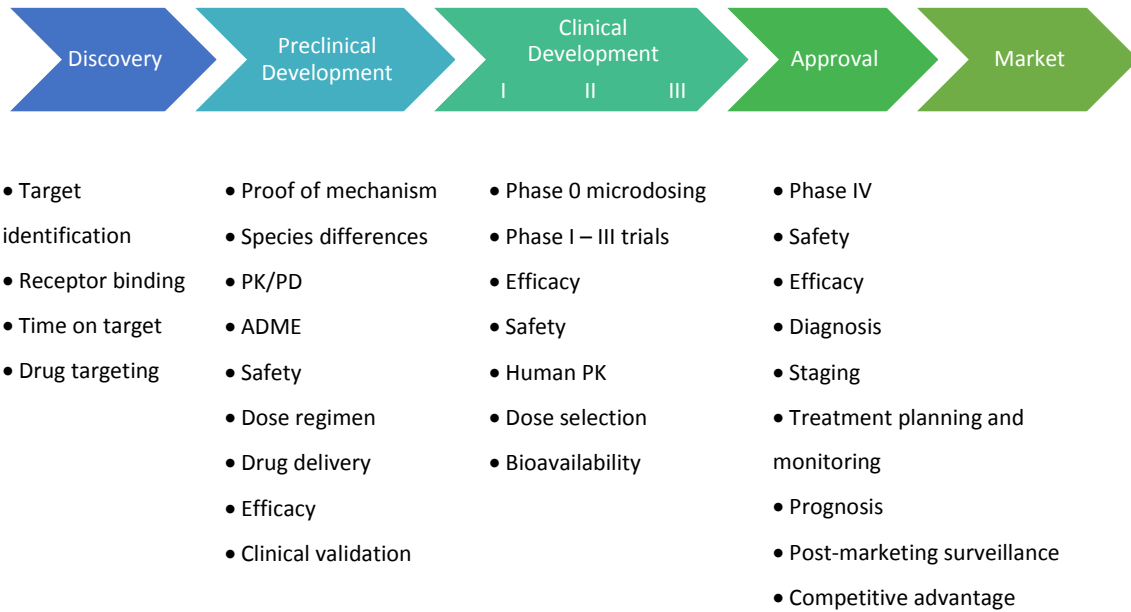 Discovery
Preclinical
Development
Clinical
Development
I II III
Approval
Market
• Target
identification
• Receptor binding
• Time on target
• Drug targeting
• Proof of mechanism
• Species differences
• PK/PD
• ADME
• Safety
• Dose regimen
• Drug delivery
• Efficacy
• Clinical validation
• Phase 0 microdosing
• Phase I – III trials
• Efficacy
• Safety
• Human PK
• Dose selection
• Bioavailability
• Phase IV
• Safety
• Efficacy
• Diagnosis
• Staging
• Treatment planning and
monitoring
• Prognosis
• Post-marketing surveillance
• Competitive advantage